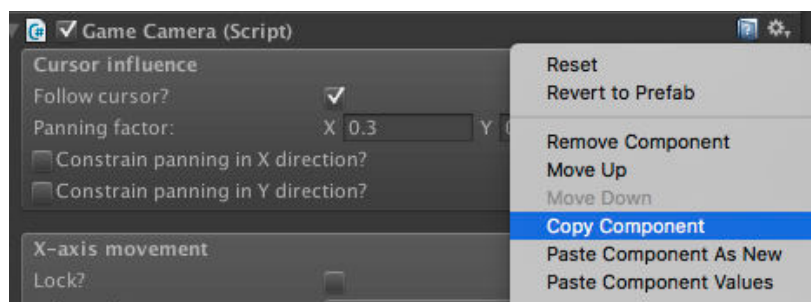 Game Camera (Script)
Cursor influence
Follow cursor?
Panning factor: X 0.3 Y
Constrain panning in X direction?
Constrain panning in Y direction?
X-axis movement
Lock?
Reset
Revert to Prefab
Remove Component
Move Up
Move Down
Copy Component
Paste Component As New
Paste Component Values